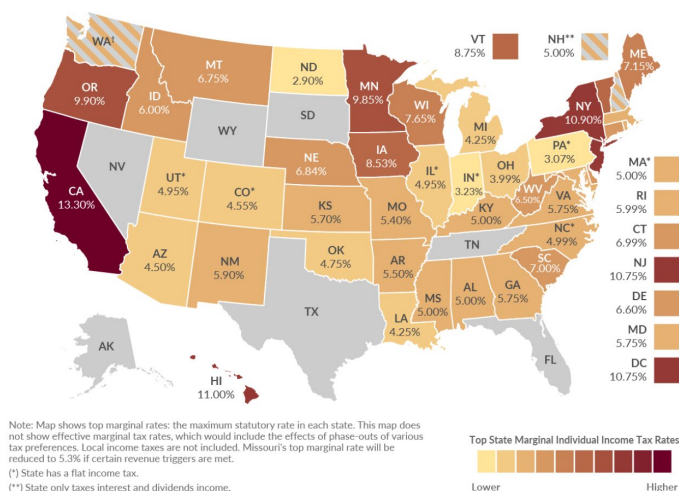 WA‡
MT
6.75%
ND
2.90%
MN
9.85%
VT
8.75%
NH**
5.00%
ME
7.15%
OR
9.90%
ID
6.00%
SD
WI
7.65%
NY
10.90%
WY
MI
4.25%
IA
8.53%
NE
6.84%
PA*
3.07%
NV
UT*
4.95%
CO*
4.55%
IL*
4.95%
IN*
3.23%
OH
3.99%
MA*
5.00%
CA
13.30%
KS
5.70%
MO
5.40%
KY
5.00%
WV
6.50%
VA
5.75%
RI
5.99%
AZ
4.50%
NM
5.90%
OK
4.75%
AR
5.50%
TN
NC*
4.99%
SC
7.00%
CT
6.99%
NJ
10.75%
TX
LA
4.25%
MS
5.00%
AL
5.00%
GA
5.75%
DE
6.60%
MD
5.75%
AK
HI
11.00%
FL
DC
10.75%
Note: Map shows top marginal rates: the maximum statutory rate in each state. This map does
not show effective marginal tax rates, which would include the effects of phase-outs of various
tax preferences. Local income taxes are not included. Missouri's top marginal rate will be
reduced to 5.3% if certain revenue triggers are met.
(*) State has a flat income tax.
(**) State only taxes interest and dividends income.
Top State Marginal Individual Income Tax Rates
Lower
Higher